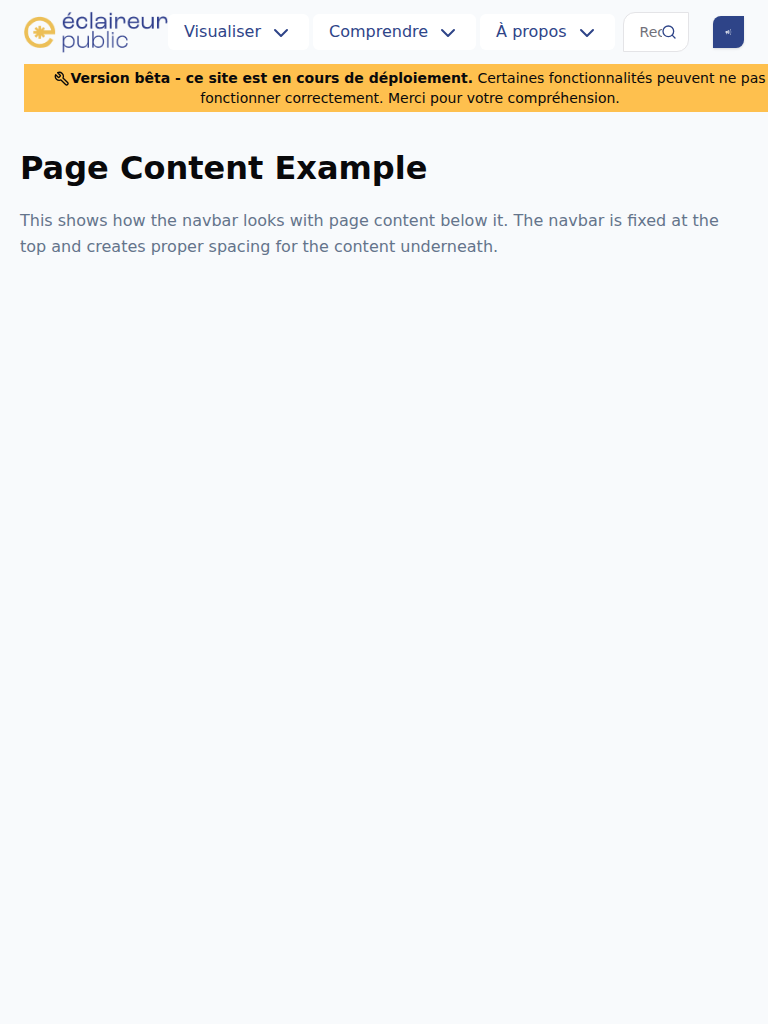 éclaireur
public
Visualiser
Comprendre
À propos
Version bêta - ce site est en cours de déploiement. Certaines fonctionnalités peuvent ne pas
fonctionner correctement. Merci pour votre compréhension.
Page Content Example
This shows how the navbar looks with page content below it. The navbar is fixed at the
top and creates proper spacing for the content underneath.